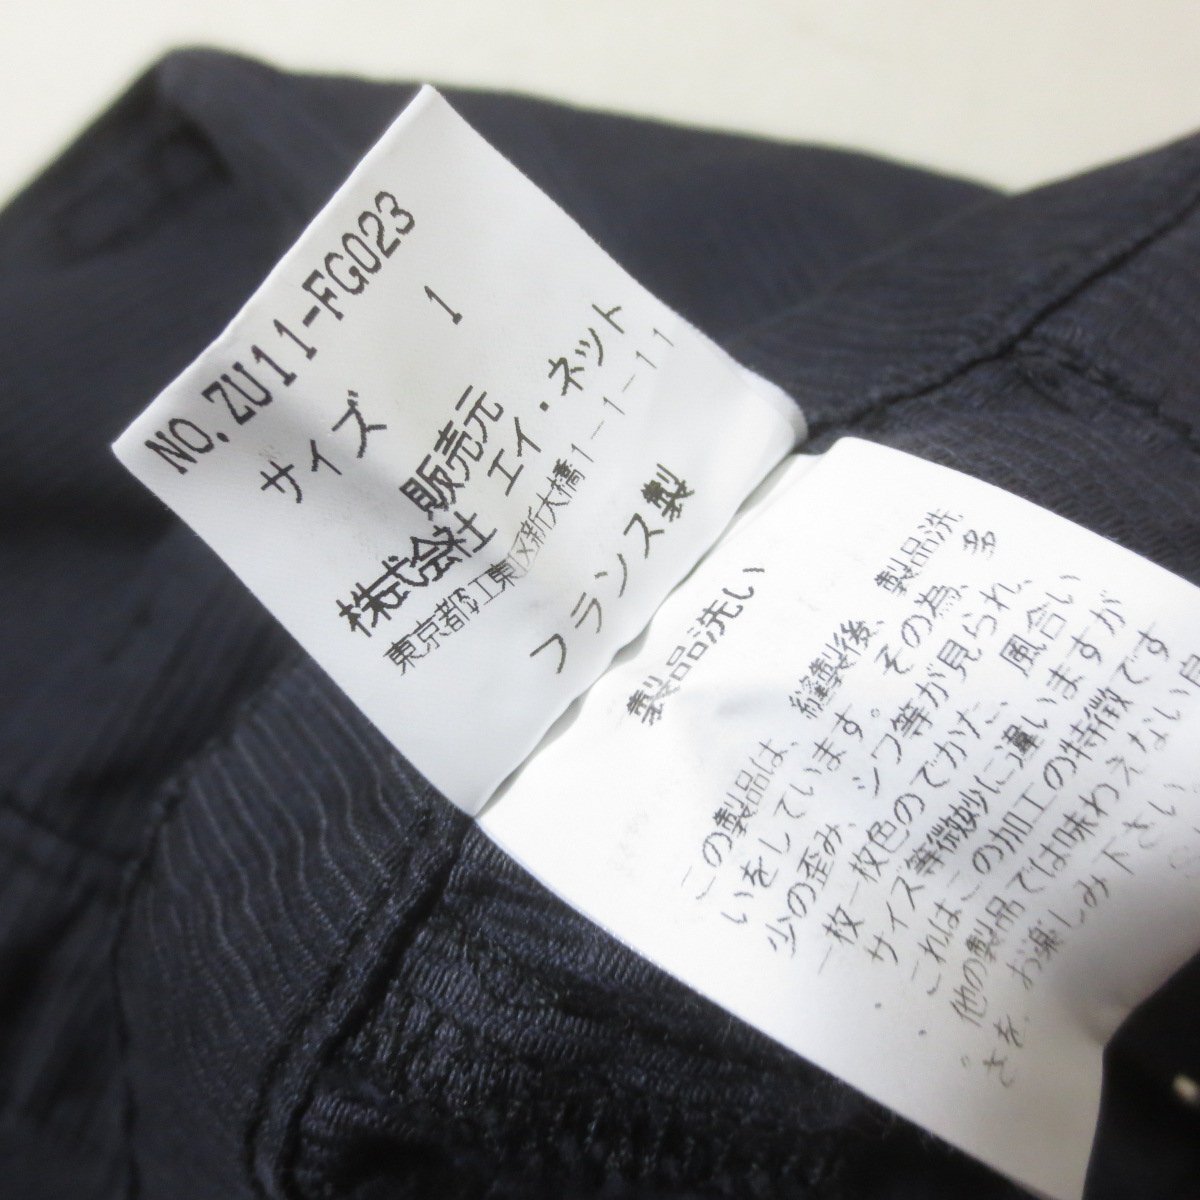 NO.ZU11-FG023
サイズ 1
販売元
株式会社 エイ・ネット
東京都江東区新大橋1-1-11
フランス製
製品洗い
この製品は、縫製後、製品洗
いをしています。その為、多
少の歪み、シワ等が見られ、
一枚一枚色のでかた、風合い
サイズ等微妙に違いますが
これはこの加工の特徴です
他の製品では味わえない
さを、お楽しみ下さい。